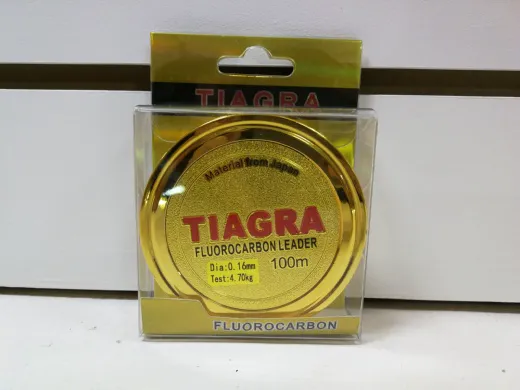 TIAGRA
Material from Japan
TIAGRA
FLUOROCARBON LEADER
100m
Dia:0.16mm
Test:4.70kg
FLUOROCARBON